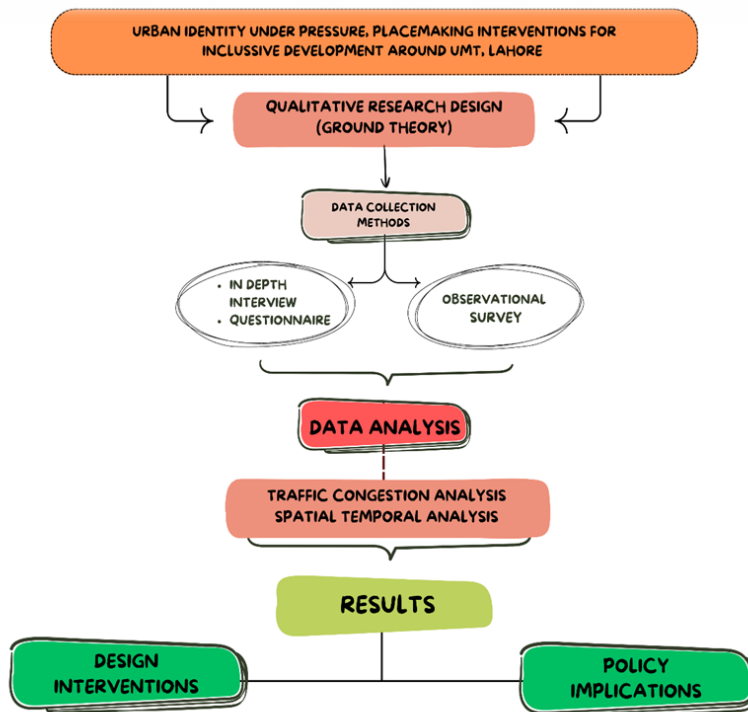 URBAN IDENTITY UNDER PRESSURE, PLACEMAKING INTERVENTIONS FOR
INCLUSSIVE DEVELOPMENT AROUND UMT, LAHORE
QUALITATIVE RESEARCH DESIGN
(GROUND THEORY)
DATA COLLECTION
METHODS
• IN DEPTH
INTERVIEW
• QUESTIONNAIRE
OBSERVATIONAL
SURVEY
DATA ANALYSIS
TRAFFIC CONGESTION ANALYSIS
SPATIAL TEMPORAL ANALYSIS
RESULTS
DESIGN
INTERVENTIONS
POLICY
IMPLICATIONS